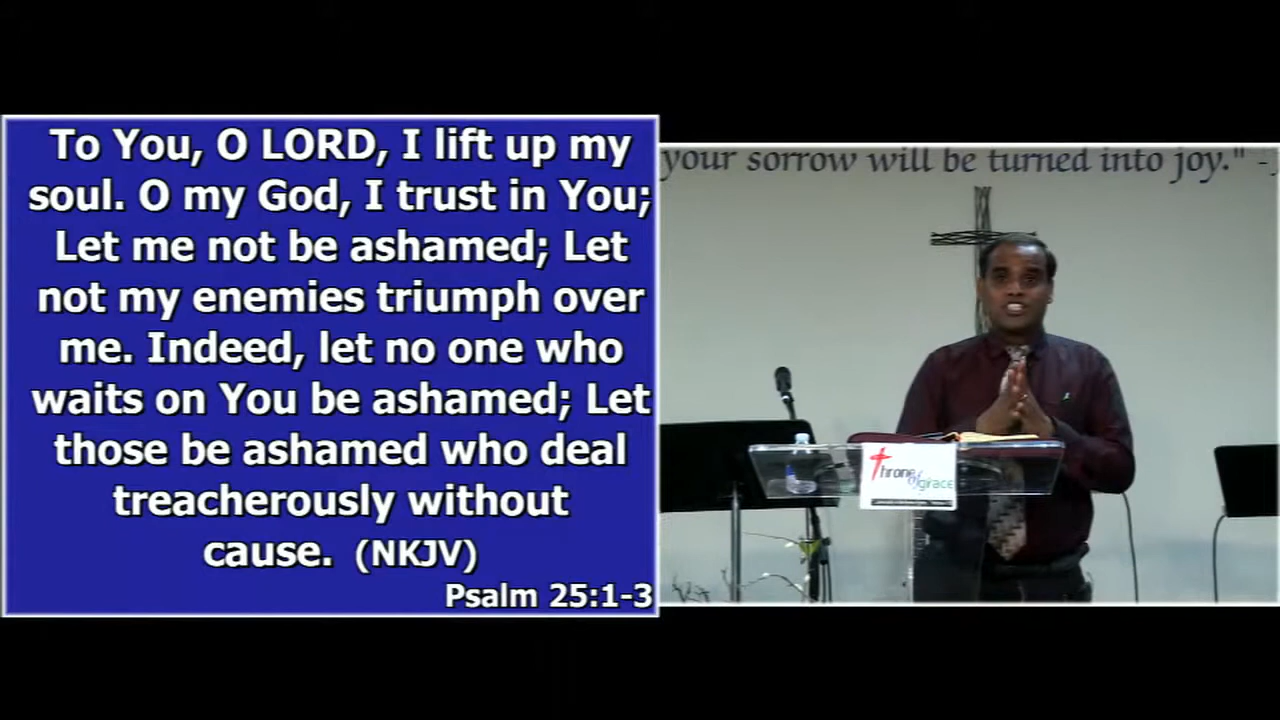 To You, O LORD, I lift up my
soul. O my God, I trust in You;
Let me not be ashamed; Let
not my enemies triumph over
me. Indeed, let no one who
waits on You be ashamed; Let
those be ashamed who deal
treacherously without
cause. (NKJV)
Psalm 25:1-3
your sorrow will be turned into joy." -
Throne
of grace